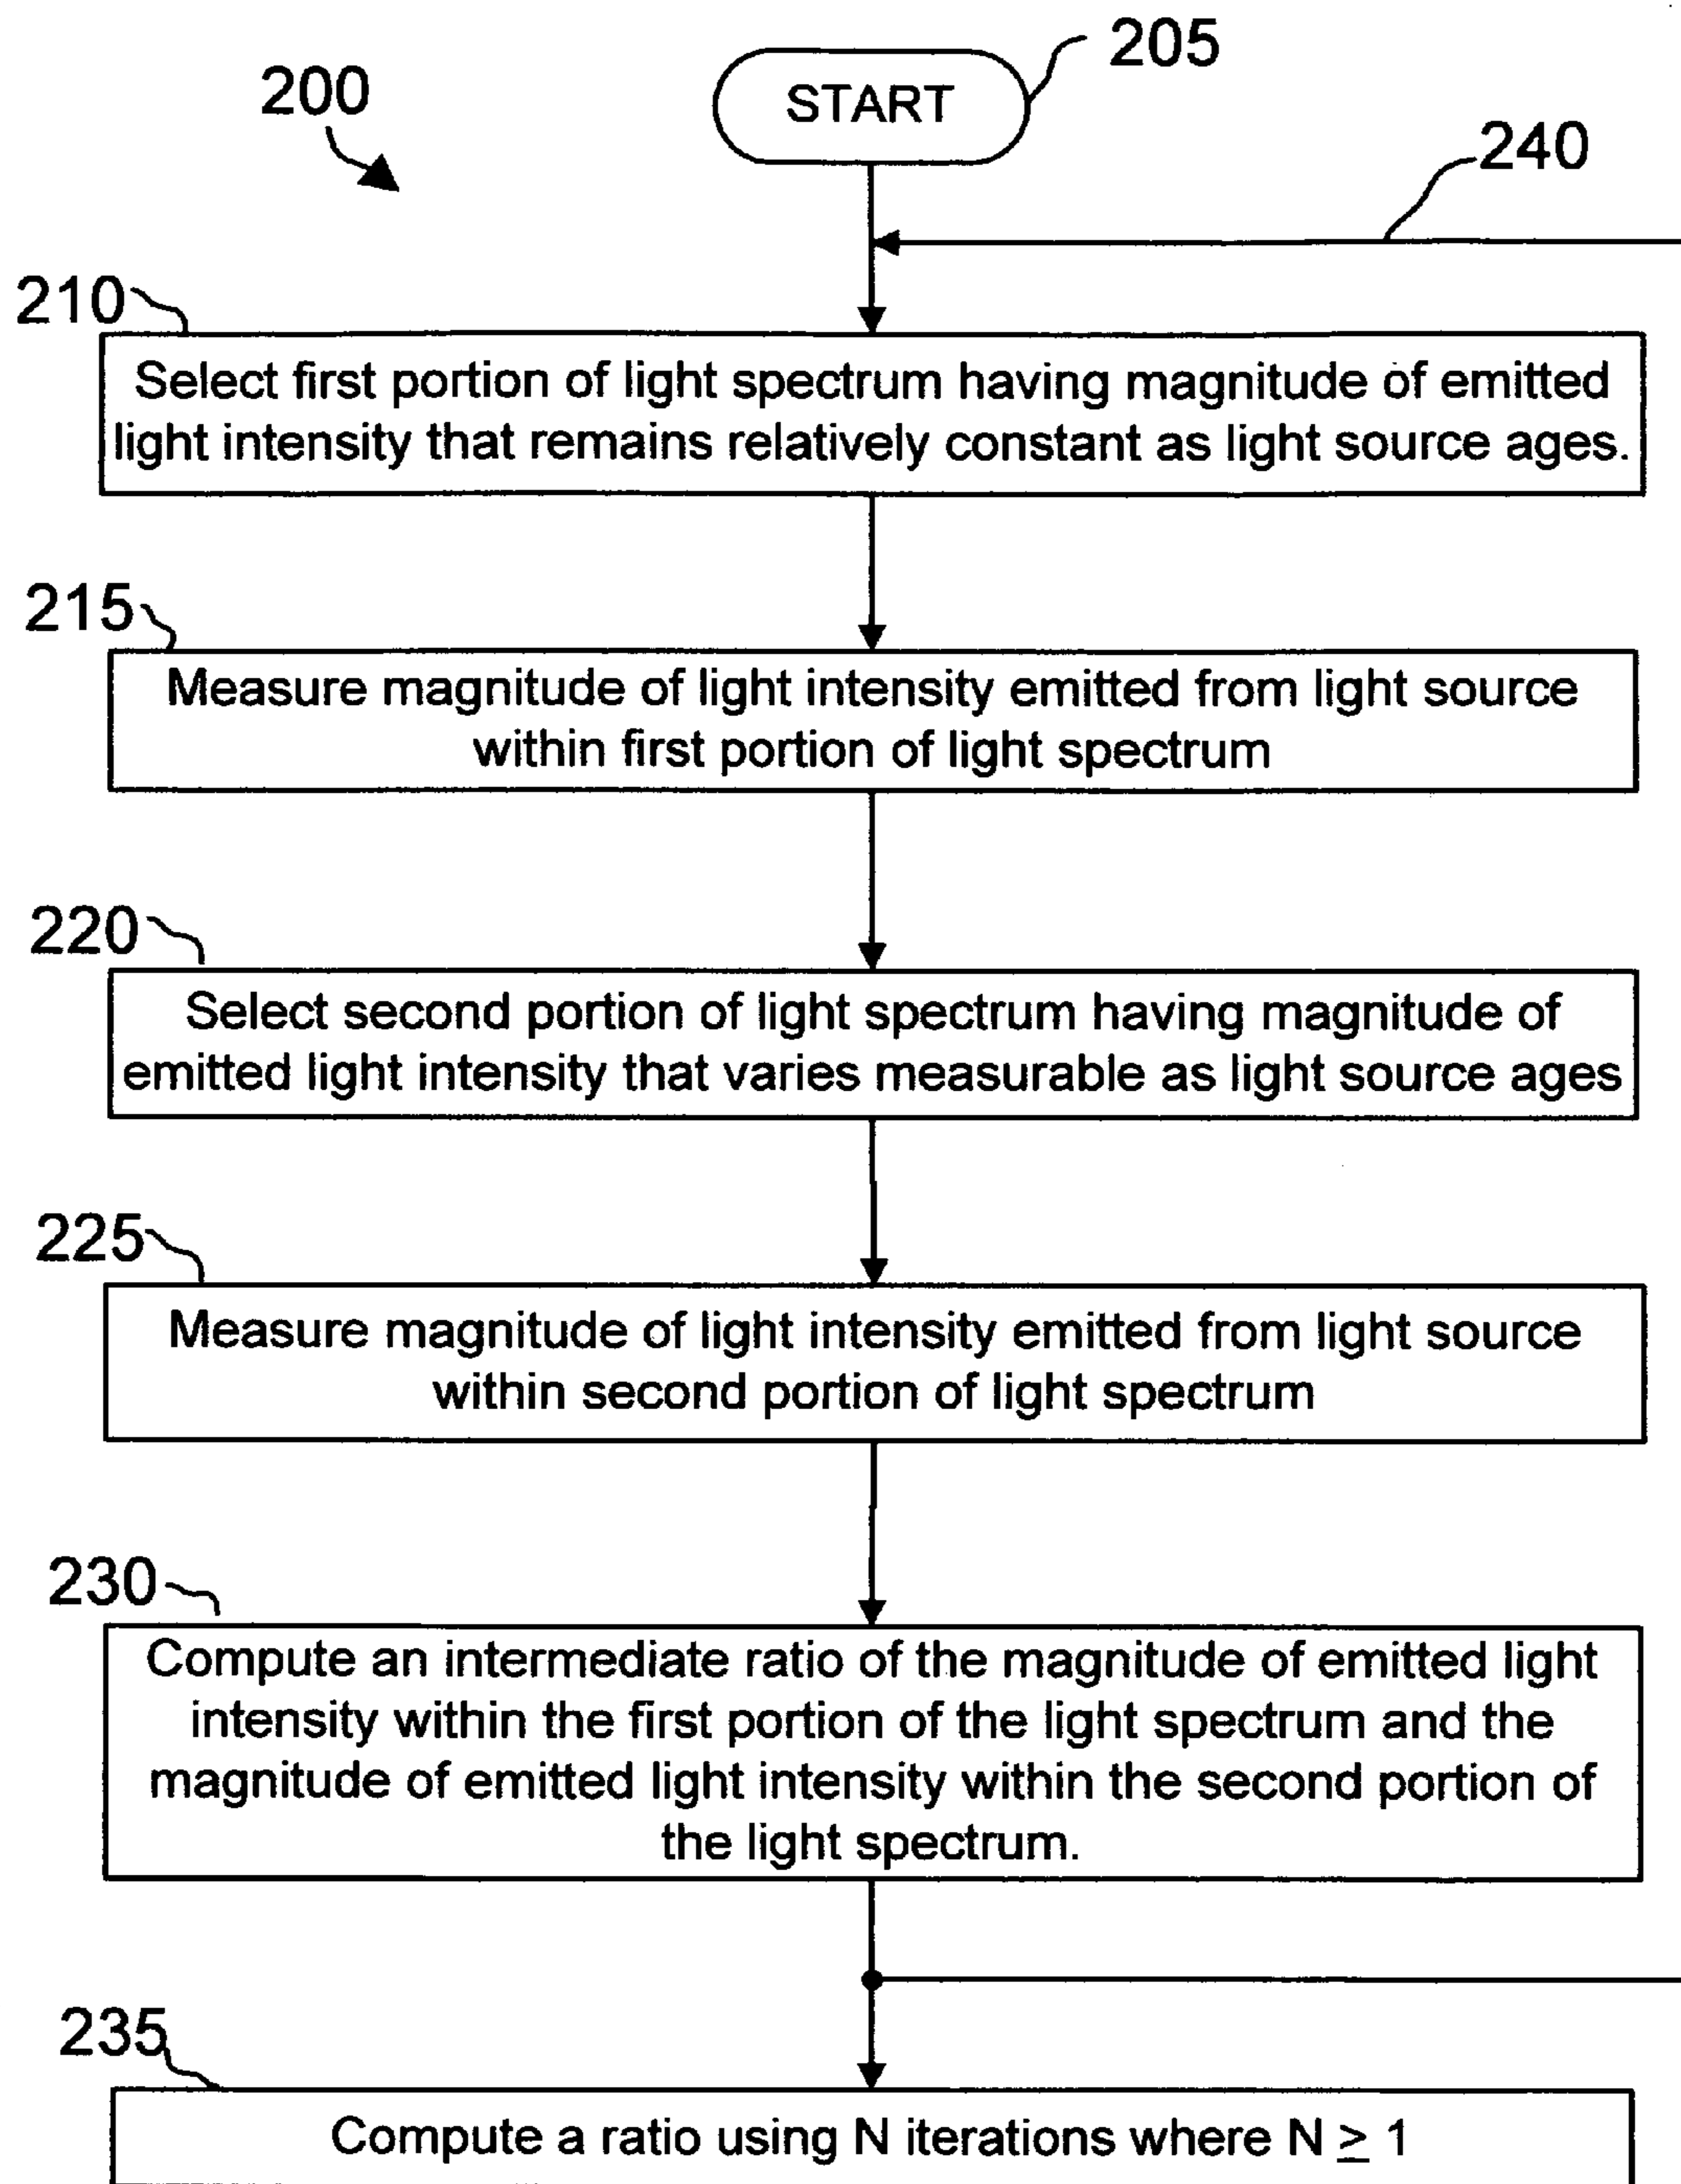 200
START
205
240
210
Select first portion of light spectrum having magnitude of emitted
light intensity that remains relatively constant as light source ages.
215
Measure magnitude of light intensity emitted from light source
within first portion of light spectrum
220
Select second portion of light spectrum having magnitude of
emitted light intensity that varies measurable as light source ages
225
Measure magnitude of light intensity emitted from light source
within second portion of light spectrum
230
Compute an intermediate ratio of the magnitude of emitted light
intensity within the first portion of the light spectrum and the
magnitude of emitted light intensity within the second portion of
the light spectrum.
235
Compute a ratio using N iterations where N ≥ 1